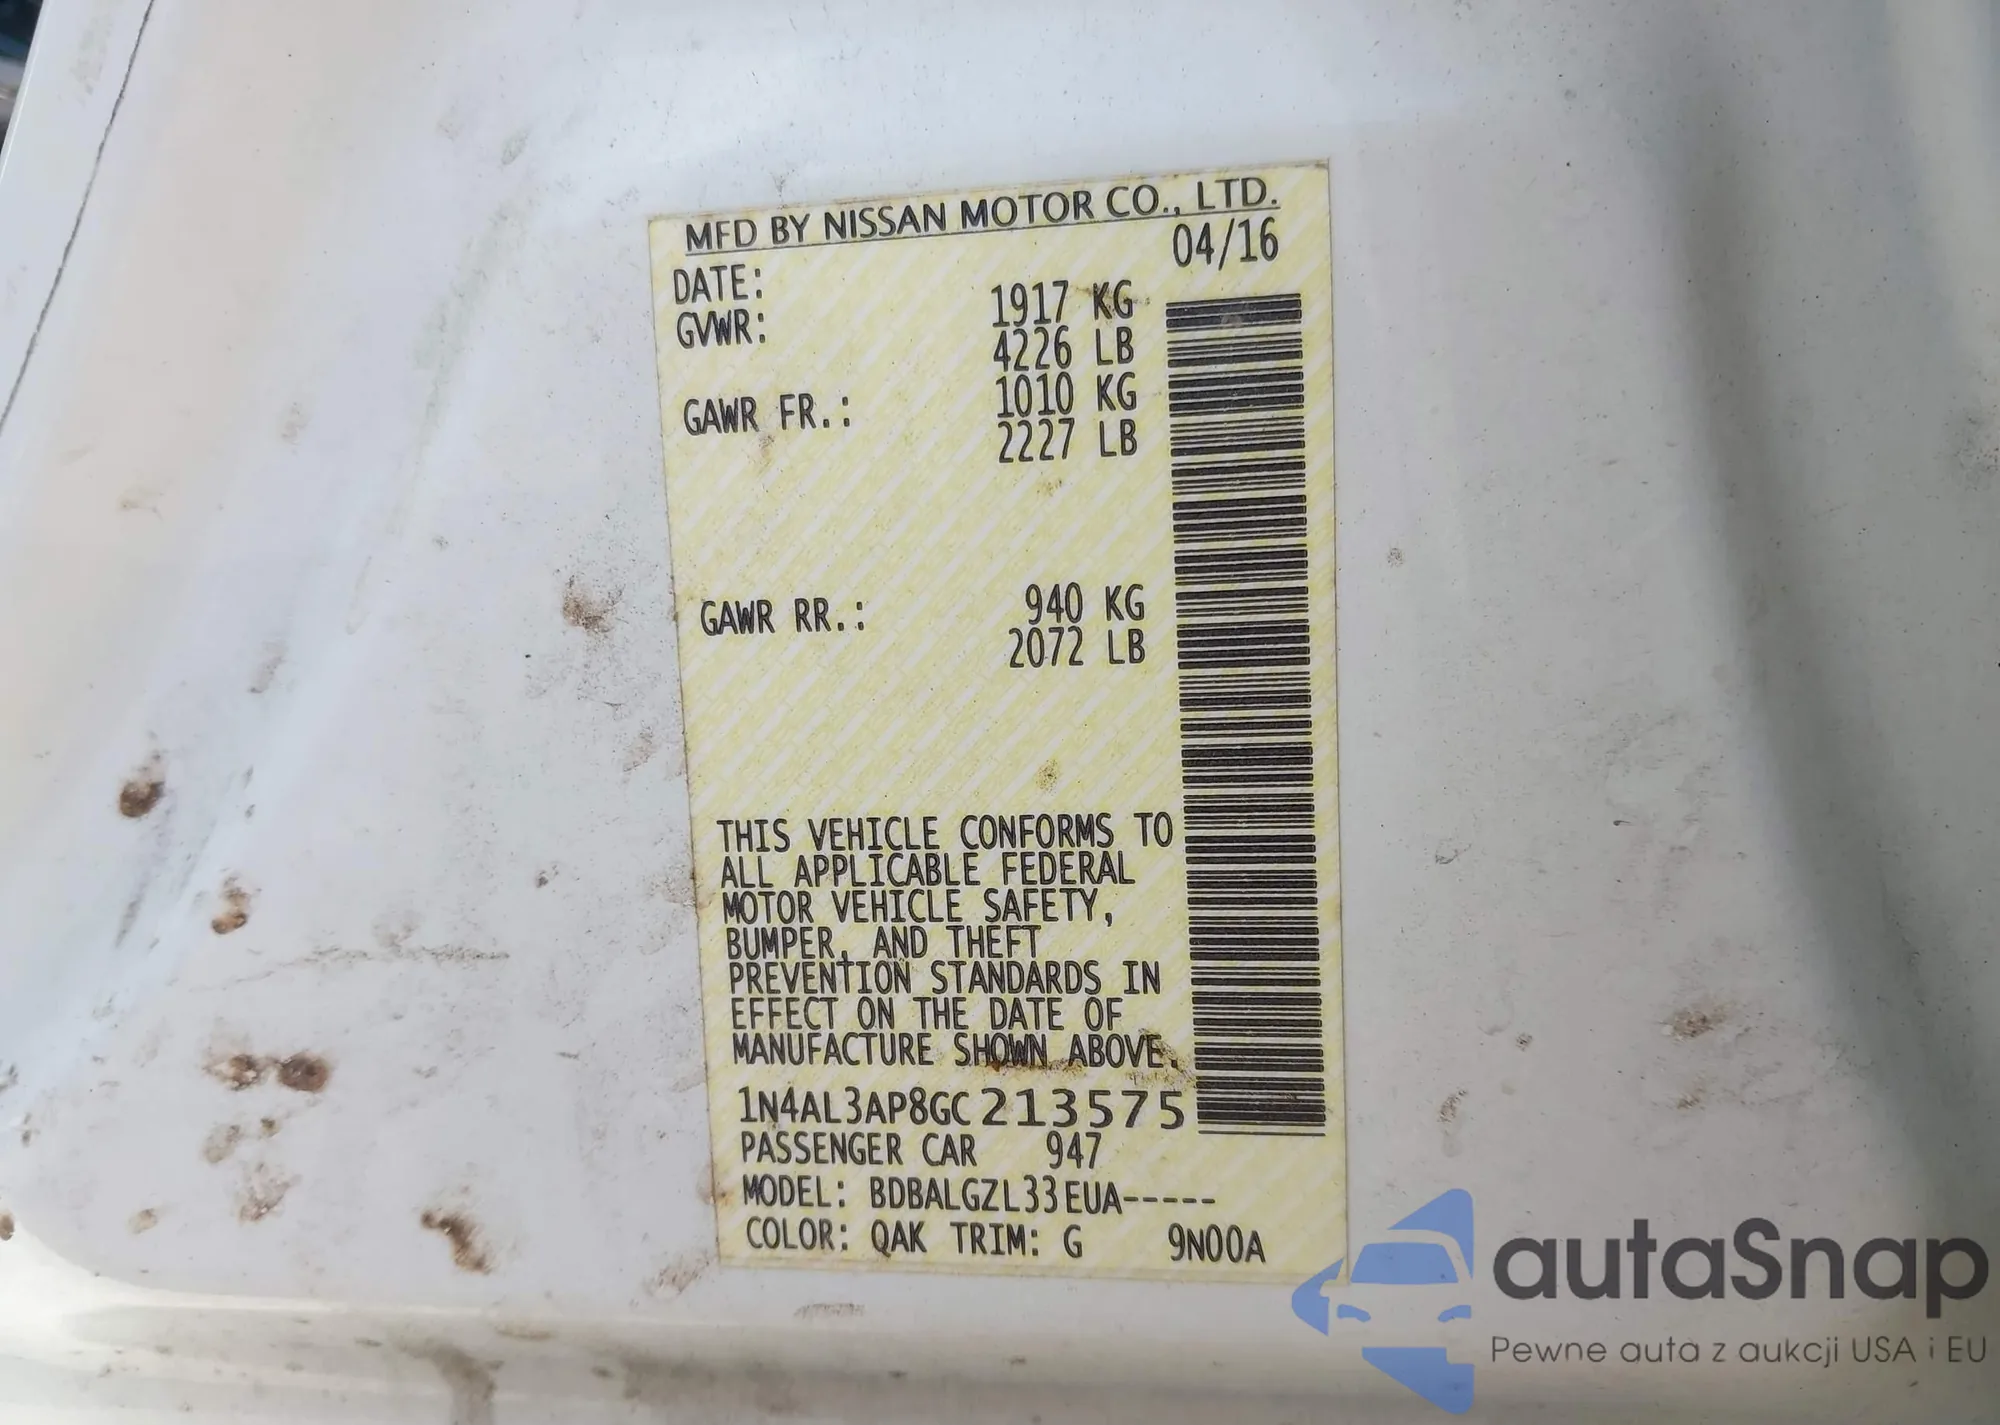 MFD BY NISSAN MOTOR CO., LTD.
DATE: 04/16
GVWR: 1917 KG
4226 LB
GAWR FR.: 1010 KG
2227 LB
GAWR RR.: 940 KG
2072 LB
THIS VEHICLE CONFORMS TO
ALL APPLICABLE FEDERAL
MOTOR VEHICLE SAFETY,
BUMPER, AND THEFT
PREVENTION STANDARDS IN
EFFECT ON THE DATE OF
MANUFACTURE SHOWN ABOVE.
1N4AL3AP8GC213575
PASSENGER CAR 947
MODEL: BDBALGZL33EUA-----
COLOR: QAK TRIM: G 9N00A
autaSnap
Pewne auta z aukcji USA i EU